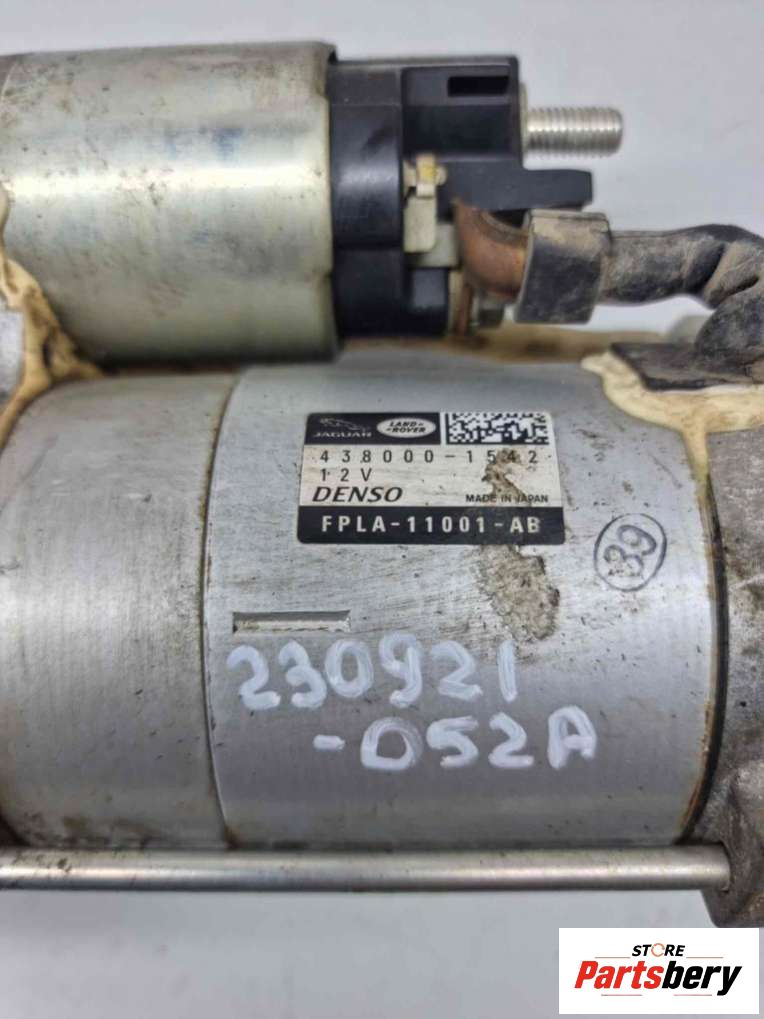 JAGUAR
LAND-
-ROVER
438000-1542
12V
DENSO MADE IN JAPAN
FPLA-11001-AB
39
230921
-052A
STORE
Partsbery